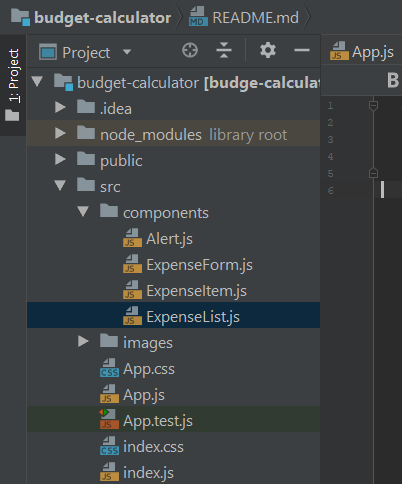 budget-calculator README.md
1: Project
Project
App.js
B
budget-calculator [budge-calculat
.idea
node_modules library root
public
src
components
Alert.js
ExpenseForm.js
ExpenseItem.js
ExpenseList.js
images
App.css
App.js
App.test.js
index.css
index.js
1
2
3
4
5
6